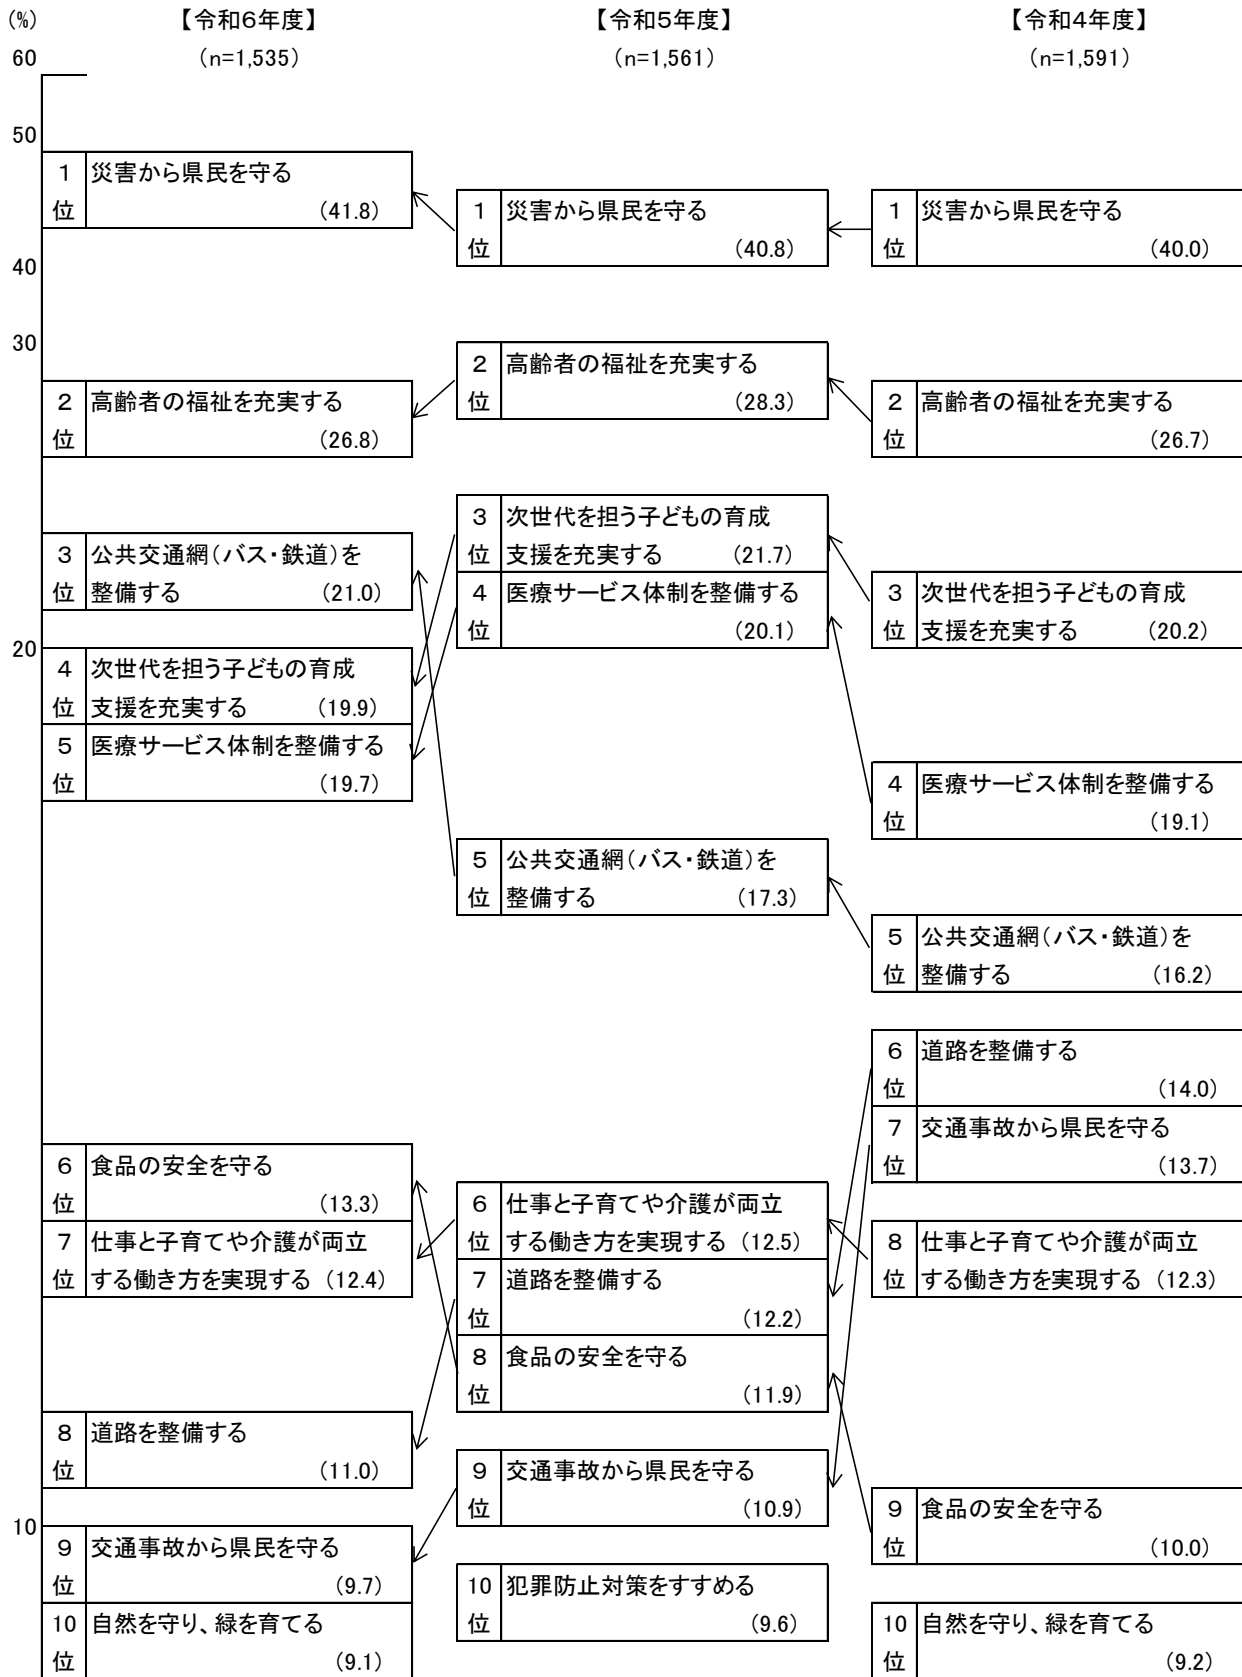 (%)
【令和6年度】
(n=1,535)
60
50
1位 災害から県民を守る
(41.8)
40
30
2位 高齢者の福祉を充実する
(26.8)
3位 公共交通網(バス・鉄道)を
整備する (21.0)
20
4位 次世代を担う子どもの育成
支援を充実する (19.9)
5位 医療サービス体制を整備する
(19.7)
6位 食品の安全を守る
(13.3)
7位 仕事と子育てや介護が両立
する働き方を実現する (12.4)
8位 道路を整備する
(11.0)
10
9位 交通事故から県民を守る
(9.7)
10位 自然を守り、緑を育てる
(9.1)
【令和5年度】
(n=1,561)
1位 災害から県民を守る
(40.8)
2位 高齢者の福祉を充実する
(28.3)
3位 次世代を担う子どもの育成
支援を充実する (21.7)
4位 医療サービス体制を整備する
(20.1)
5位 公共交通網(バス・鉄道)を
整備する (17.3)
6位 仕事と子育てや介護が両立
する働き方を実現する (12.5)
7位 道路を整備する
(12.2)
8位 食品の安全を守る
(11.9)
9位 交通事故から県民を守る
(10.9)
10位 犯罪防止対策をすすめる
(9.6)
【令和4年度】
(n=1,591)
1位 災害から県民を守る
(40.0)
2位 高齢者の福祉を充実する
(26.7)
3位 次世代を担う子どもの育成
支援を充実する (20.2)
4位 医療サービス体制を整備する
(19.1)
5位 公共交通網(バス・鉄道)を
整備する (16.2)
6位 道路を整備する
(14.0)
7位 交通事故から県民を守る
(13.7)
8位 仕事と子育てや介護が両立
する働き方を実現する (12.3)
9位 食品の安全を守る
(10.0)
10位 自然を守り、緑を育てる
(9.2)